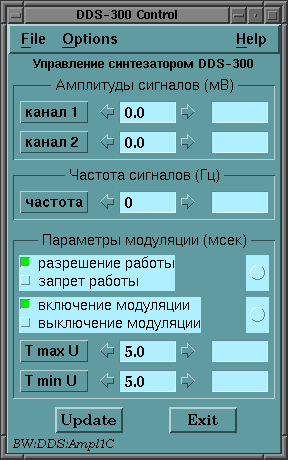 DDS-300 Control
File Options Help
Управление синтезатором DDS-300
Амплитуды сигналов (мВ)
канал 1 0.0
канал 2 0.0
Частота сигналов (Гц)
частота 0
Параметры модуляции (мсек)
разрешение работы
запрет работы
включение модуляции
выключение модуляции
T max U 5.0
T min U 5.0
Update Exit
BW:DDS:Ampl1C